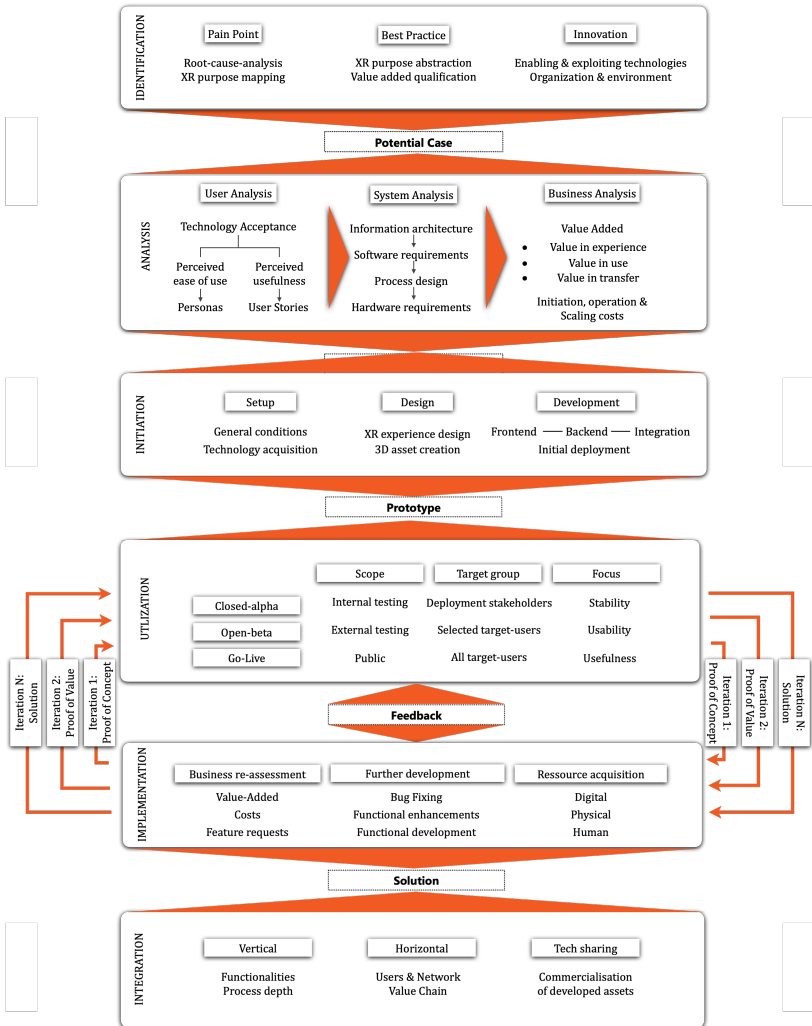 IDENTIFICATION
Pain Point
Root-cause-analysis
XR purpose mapping
Best Practice
XR purpose abstraction
Value added qualification
Innovation
Enabling & exploiting technologies
Organization & environment
Potential Case
ANALYSIS
User Analysis
Technology Acceptance
Perceived
ease of use
Perceived
usefulness
Personas
User Stories
System Analysis
Information architecture
Software requirements
Process design
Hardware requirements
Business Analysis
Value Added
• Value in experience
• Value in use
• Value in transfer
Initiation, operation &
Scaling costs
INITIATION
Setup
General conditions
Technology acquisition
Design
XR experience design
3D asset creation
Development
Frontend — Backend — Integration
Initial deployment
Prototype
UTLIZATION
Scope
Target group
Focus
Closed-alpha
Internal testing
Deployment stakeholders
Stability
Open-beta
External testing
Selected target-users
Usability
Go-Live
Public
All target-users
Usefulness
Iteration N:
Solution
Iteration 2:
Proof of Value
Iteration 1:
Proof of Concept
Iteration 1:
Proof of Concept
Iteration 2:
Proof of Value
Iteration N:
Solution
Feedback
IMPLEMENTATION
Business re-assessment
Value-Added
Costs
Feature requests
Further development
Bug Fixing
Functional enhancements
Functional development
Ressource acquisition
Digital
Physical
Human
Solution
INTEGRATION
Vertical
Functionalities
Process depth
Horizontal
Users & Network
Value Chain
Tech sharing
Commercialisation
of developed assets